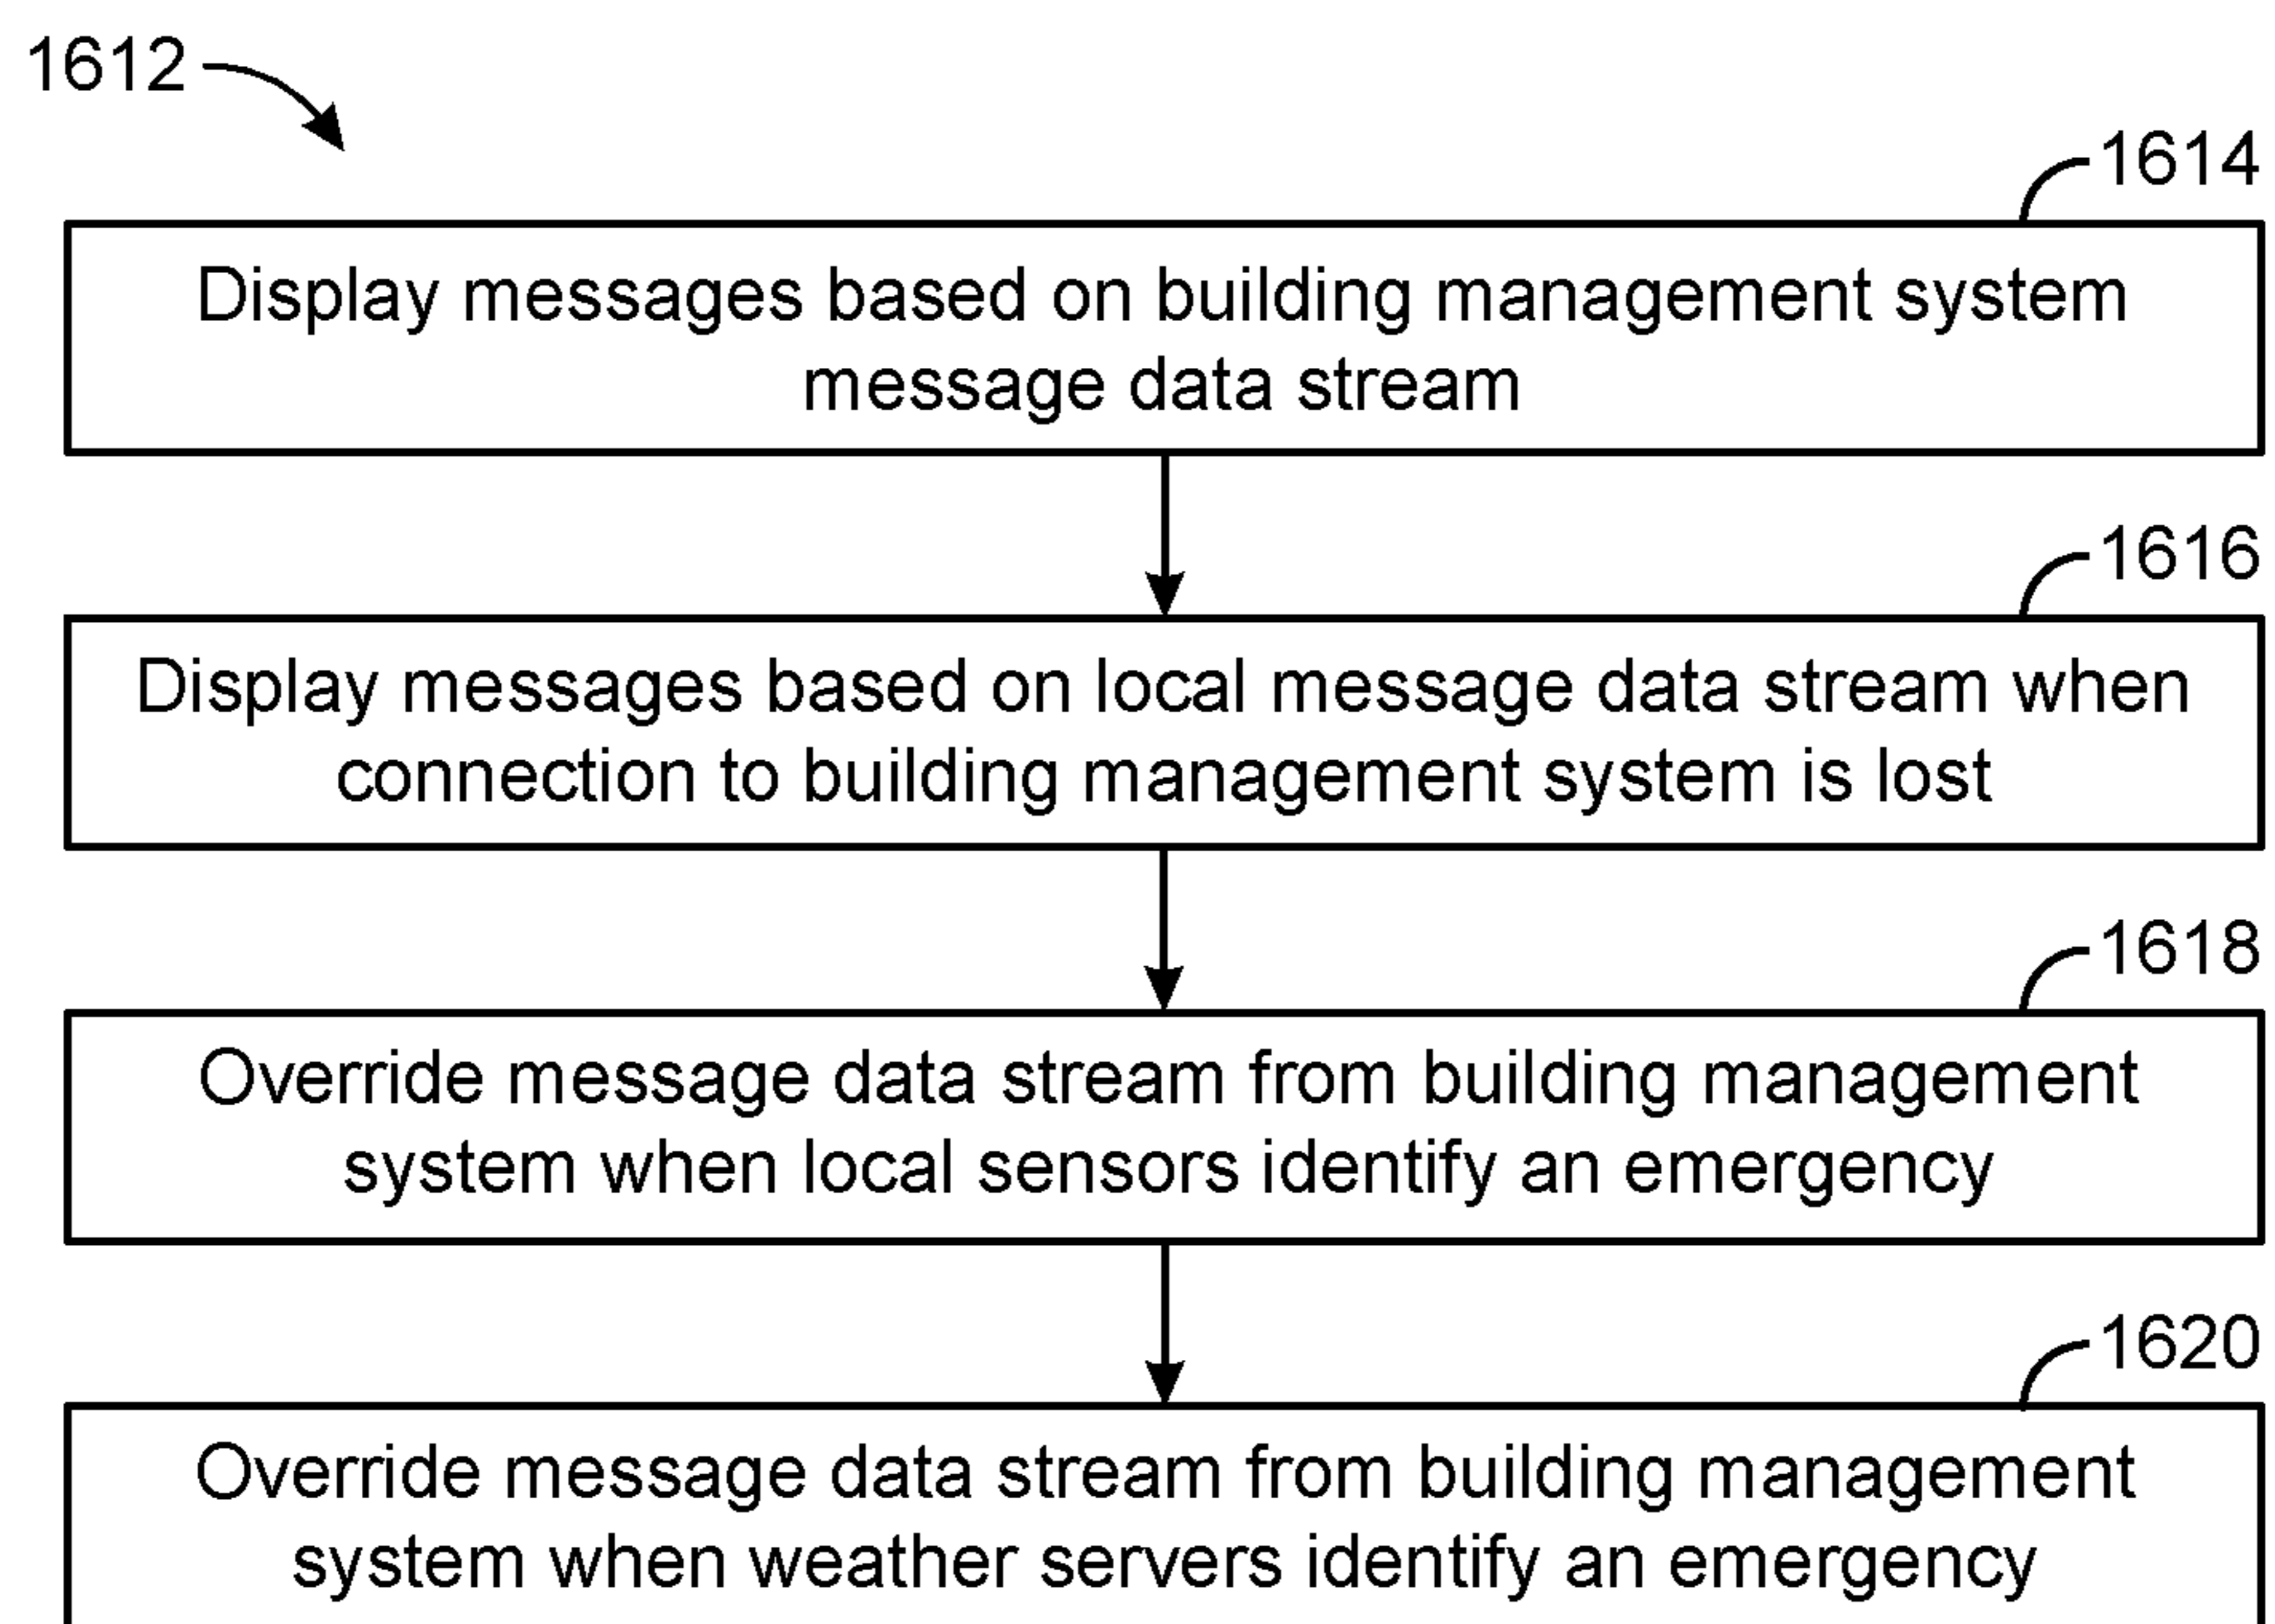 1612
1614
Display messages based on building management system
message data stream
1616
Display messages based on local message data stream when
connection to building management system is lost
1618
Override message data stream from building management
system when local sensors identify an emergency
1620
Override message data stream from building management
system when weather servers identify an emergency